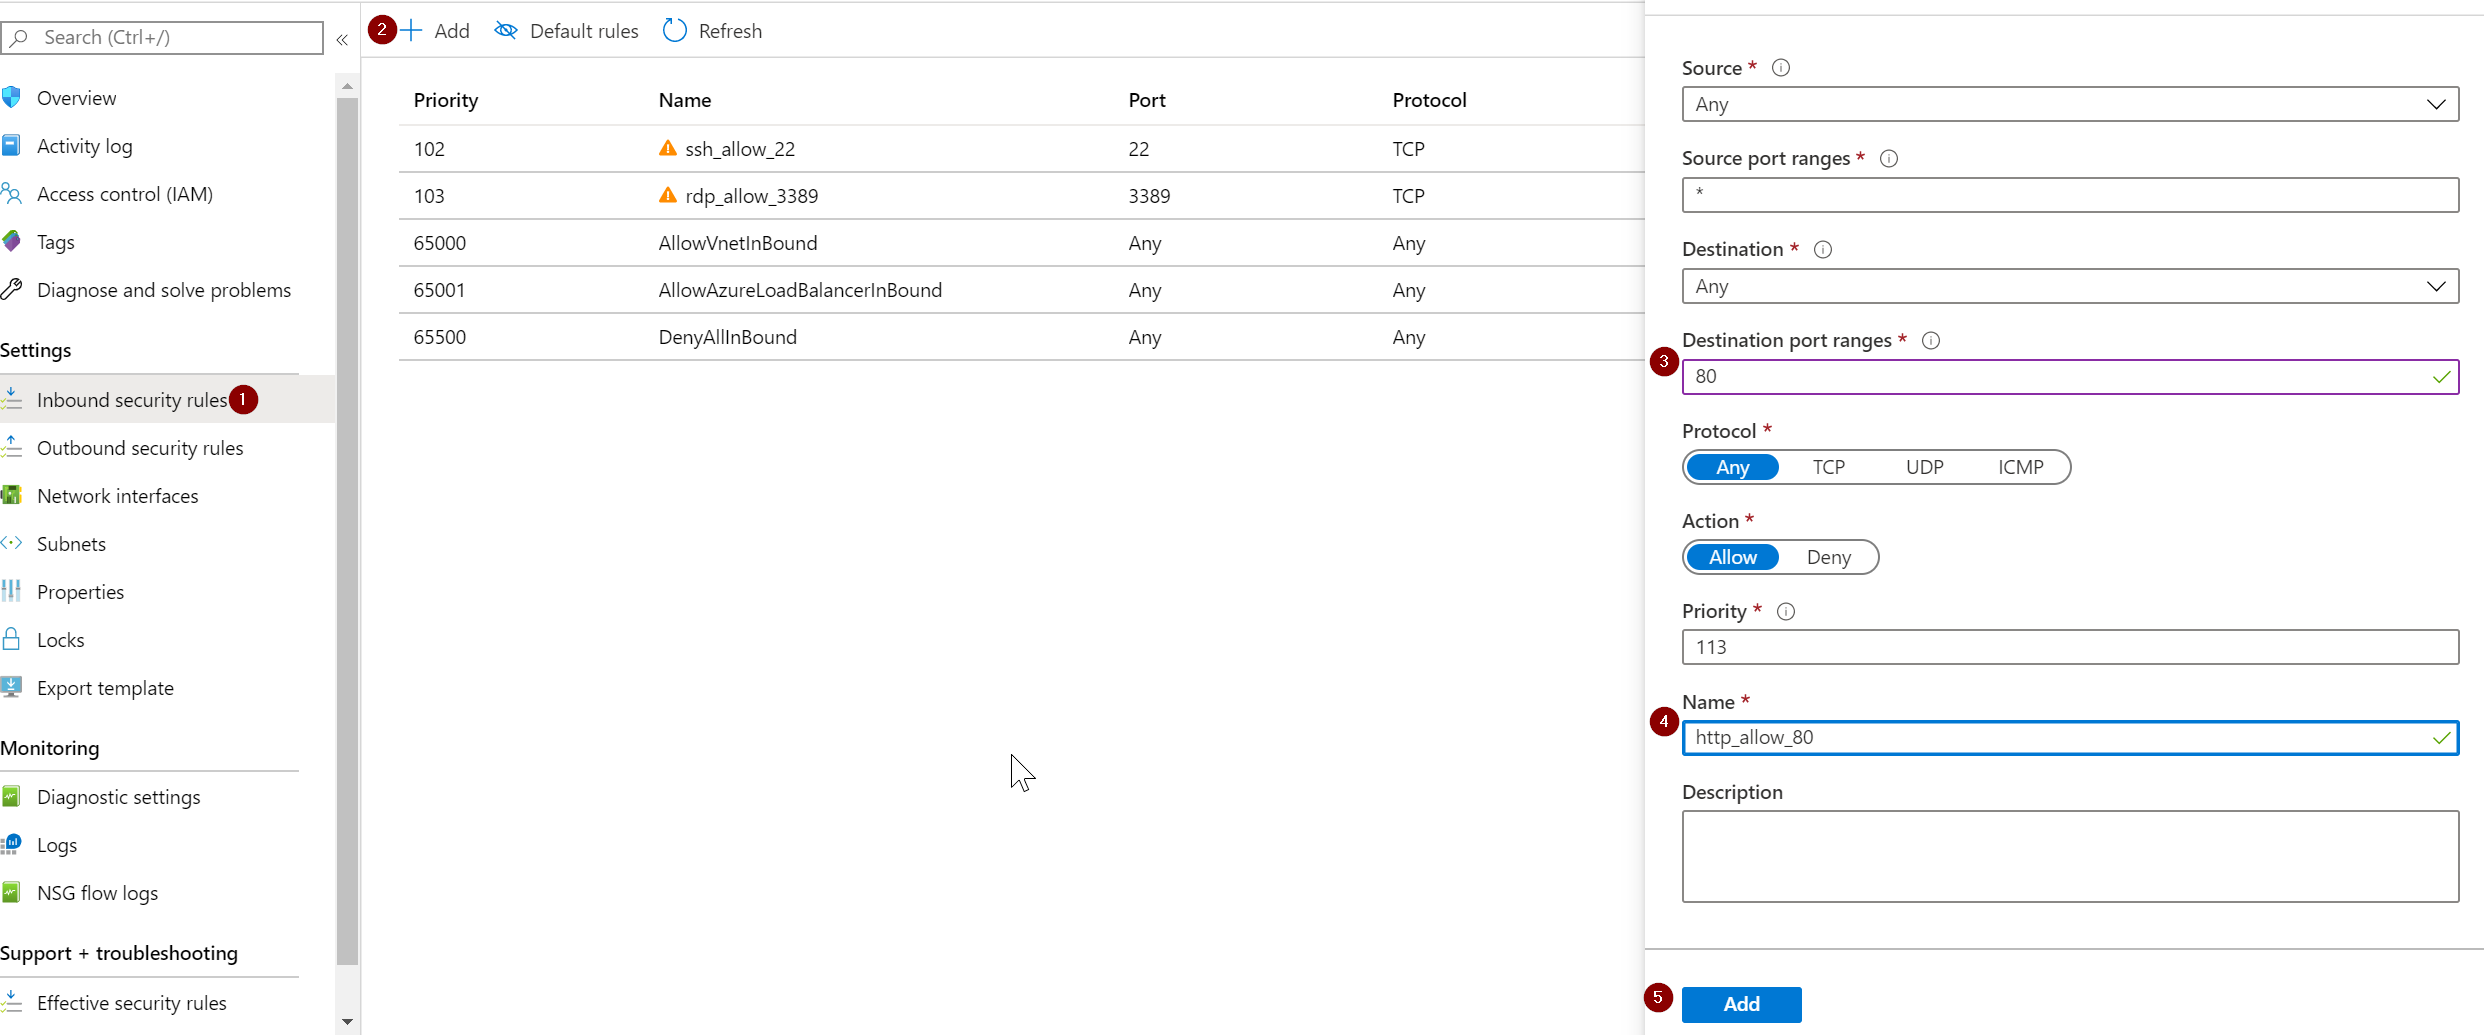 Search (Ctrl+/)
«
Overview
Activity log
Access control (IAM)
Tags
Diagnose and solve problems
Settings
Inbound security rules 1
Outbound security rules
Network interfaces
Subnets
Properties
Locks
Export template
Monitoring
Diagnostic settings
Logs
NSG flow logs
Support + troubleshooting
Effective security rules
2 + Add Default rules Refresh
Priority Name Port Protocol
102 ssh_allow_22 22 TCP
103 rdp_allow_3389 3389 TCP
65000 AllowVnetInBound Any Any
65001 AllowAzureLoadBalancerInBound Any Any
65500 DenyAllInBound Any Any
Source *
Any
Source port ranges *
*
Destination *
Any
Destination port ranges *
3 80
Protocol *
Any TCP UDP ICMP
Action *
Allow Deny
Priority *
113
Name *
4 http_allow_80
Description
5 Add